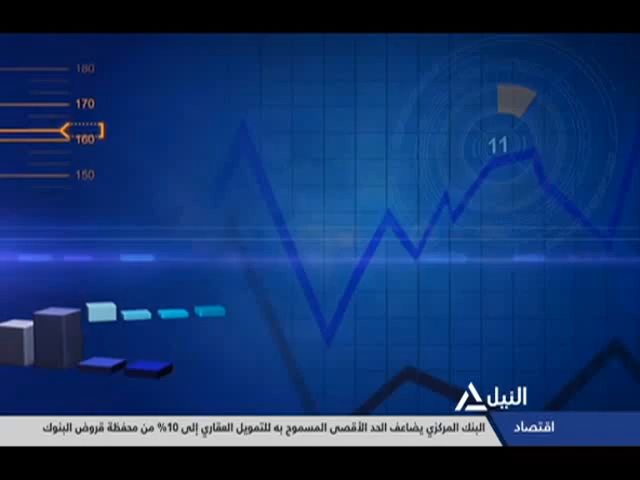 180
170
160
150
11
النيل
اقتصاد
البنك المركزي يضاعف الحد الأقصى المسموح به للتمويل العقاري إلى 10% من محفظة قروض البنوك